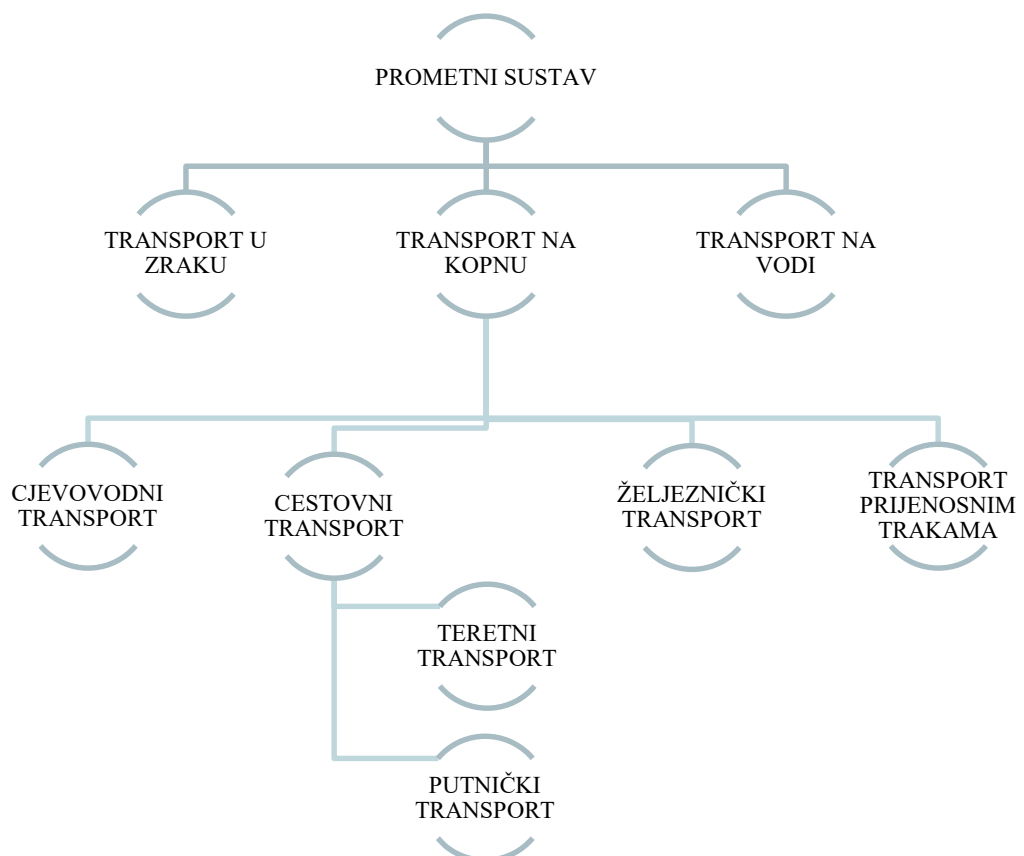 PROMETNI SUSTAV
TRANSPORT U
ZRAKU
TRANSPORT NA
KOPNU
TRANSPORT NA
VODI
CJEVOVODNI
TRANSPORT
CESTOVNI
TRANSPORT
ŽELJEZNIČKI
TRANSPORT
TRANSPORT
PRIJENOSNIM
TRAKAMA
TERETNI
TRANSPORT
PUTNIČKI
TRANSPORT